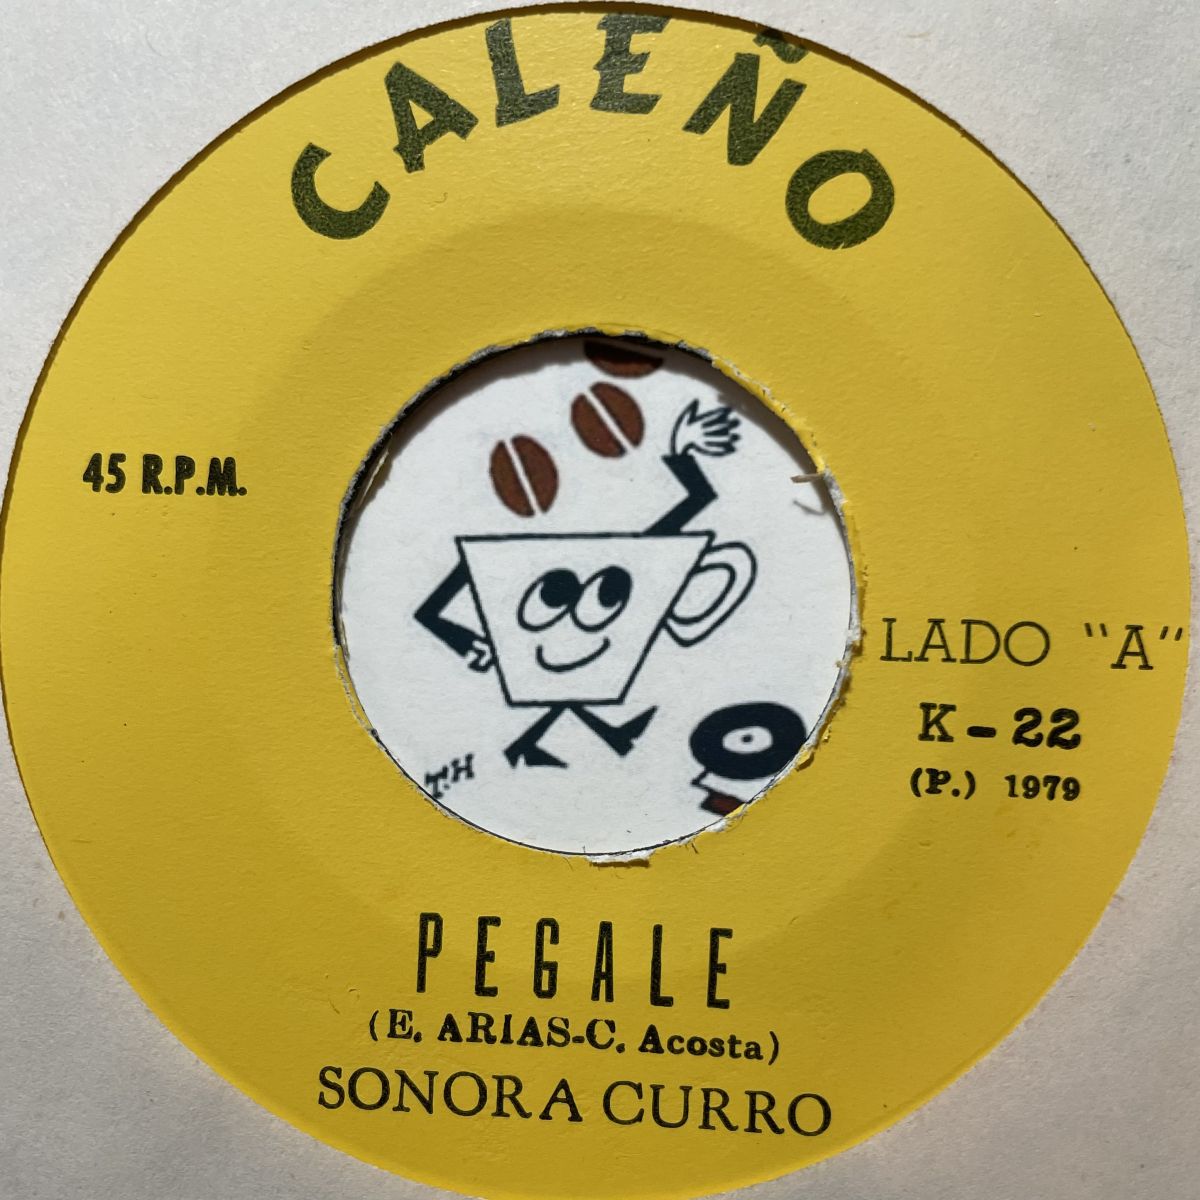 CALEÑO
45 R.P.M.
LADO "A"
K-22
(P.) 1979
T.H
PEGALE
(E. ARIAS-C. Acosta)
SONORA CURRO